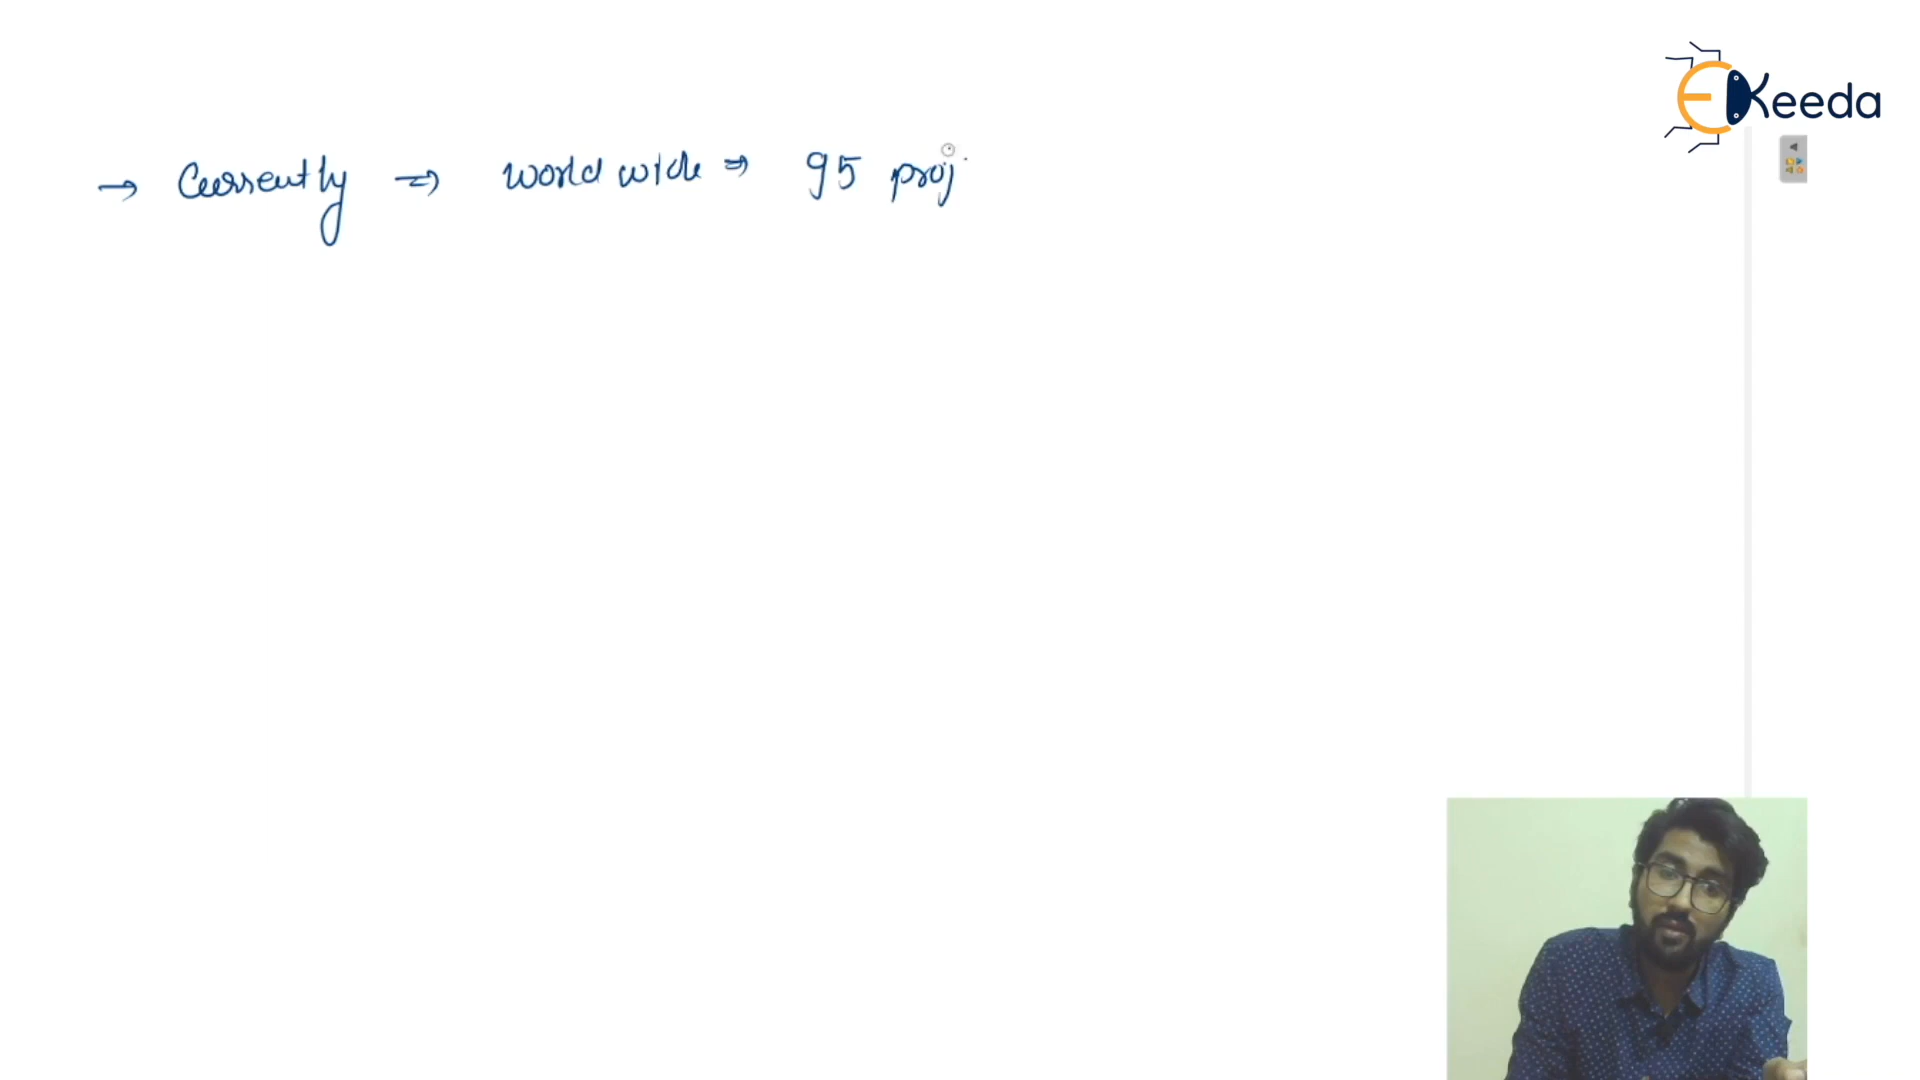 EKeeda
→ Currently ⇒ world wide ⇒ 95 proj